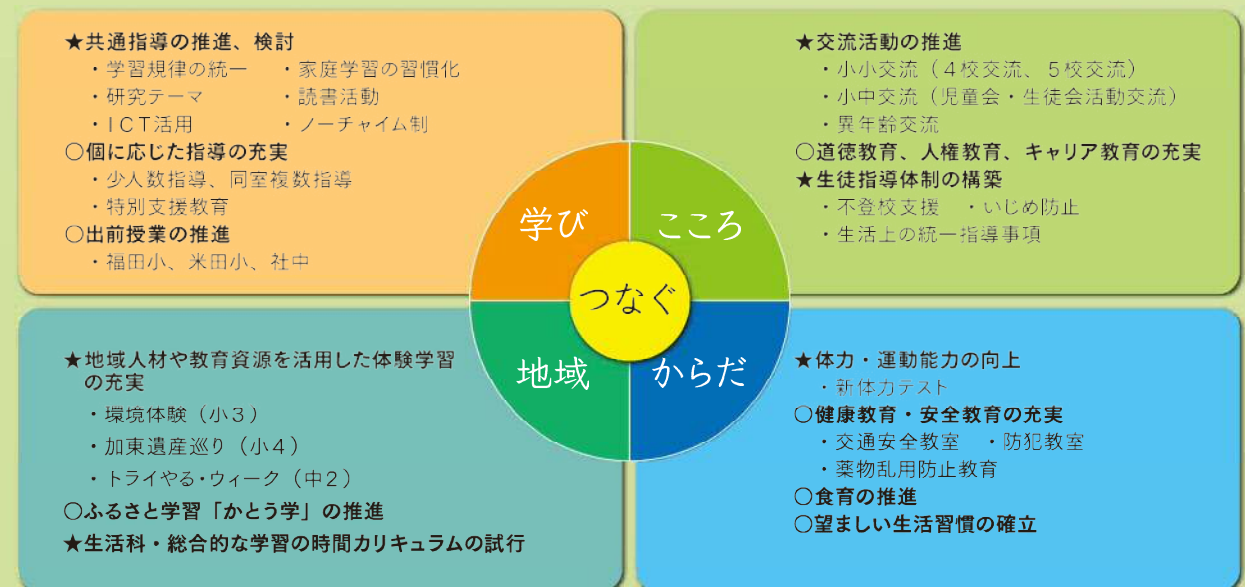 ★共通指導の推進、検討
・学習規律の統一 ・家庭学習の習慣化
・研究テーマ ・読書活動
・ICT活用 ・ノーチャイム制
○個に応じた指導の充実
・少人数指導、同室複数指導
・特別支援教育
○出前授業の推進
・福田小、米田小、社中
★交流活動の推進
・小小交流（4校交流、5校交流）
・小中交流（児童会・生徒会活動交流）
・異年齢交流
○道徳教育、人権教育、キャリア教育の充実
★生徒指導体制の構築
・不登校支援 ・いじめ防止
・生活上の統一指導事項
学び
こころ
つなぐ
地域
からだ
★地域人材や教育資源を活用した体験学習
の充実
・環境体験（小3）
・加東遺産巡り（小4）
・トライやる・ウィーク（中2）
○ふるさと学習「かとう学」の推進
★生活科・総合的な学習の時間カリキュラムの試行
★体力・運動能力の向上
・新体力テスト
○健康教育・安全教育の充実
・交通安全教室 ・防犯教室
・薬物乱用防止教育
○食育の推進
○望ましい生活習慣の確立